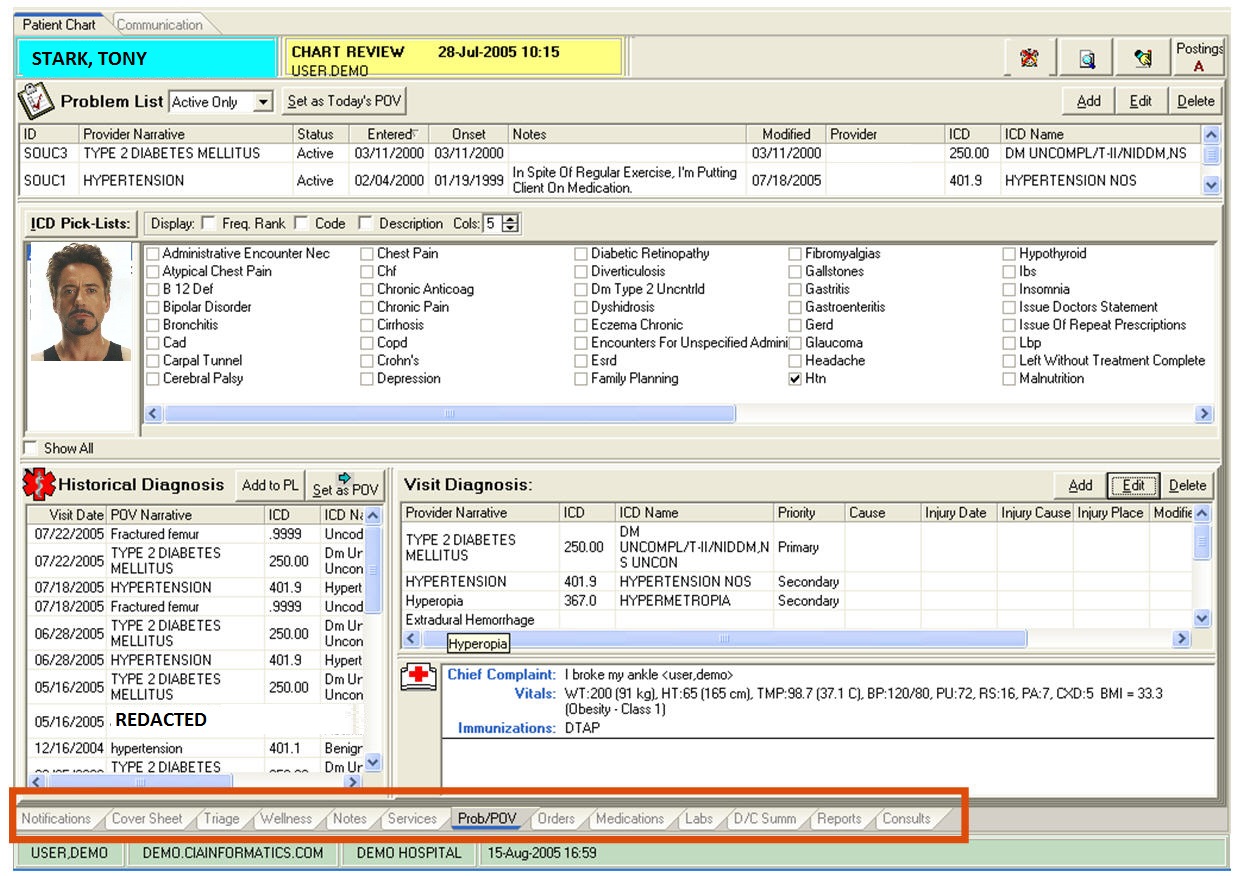 Patient Chart Communication
STARK, TONY
CHART REVIEW 28-Jul-2005 10:15
USER,DEMO
Postings
A
Problem List Active Only Set as Today's POV Add Edit Delete
ID Provider Narrative Status Entered Onset Notes Modified Provider ICD ICD Name
SOUC3 TYPE 2 DIABETES MELLITUS Active 03/11/2000 03/11/2000 03/11/2000 250.00 DM UNCOMPL/T-II/NIDDM,NS
SOUC1 HYPERTENSION Active 02/04/2000 01/19/1999 In Spite Of Regular Exercise, I'm Putting
Client On Medication. 07/18/2005 401.9 HYPERTENSION NOS
ICD Pick-Lists: Display: Freq. Rank Code Description Cols: 5
Administrative Encounter Nec Chest Pain Diabetic Retinopathy Fibromyalgias Hypothyroid
Atypical Chest Pain Chf Diverticulosis Gallstones Ibs
B 12 Def Chronic Anticoag Dm Type 2 Uncntrld Gastritis Insomnia
Bipolar Disorder Chronic Pain Dyshidrosis Gastroenteritis Issue Doctors Statement
Bronchitis Cirrhosis Eczema Chronic Gerd Issue Of Repeat Prescriptions
Cad Copd Encounters For Unspecified Admini Glaucoma Lbp
Carpal Tunnel Crohn's Esrd Headache Left Without Treatment Complete
Cerebral Palsy Depression Family Planning Htn Malnutrition
Show All
Historical Diagnosis Add to PL Set as POV
Visit Date POV Narrative ICD ICD Na
07/22/2005 Fractured femur .9999 Uncod
07/22/2005 TYPE 2 DIABETES
MELLITUS 250.00 Dm Un
Uncon
07/18/2005 HYPERTENSION 401.9 Hypert
07/18/2005 Fractured femur .9999 Uncod
06/28/2005 TYPE 2 DIABETES
MELLITUS 250.00 Dm Un
Uncon
06/28/2005 HYPERTENSION 401.9 Hypert
05/16/2005 TYPE 2 DIABETES
MELLITUS 250.00 Dm Un
Uncon
05/16/2005 REDACTED
12/16/2004 hypertension 401.1 Benign
TYPE 2 DIABETES Dm Ur
Visit Diagnosis: Add Edit Delete
Provider Narrative ICD ICD Name Priority Cause Injury Date Injury Cause Injury Place Modifie
TYPE 2 DIABETES
MELLITUS 250.00 DM
UNCOMPL/T-II/NIDDM,N
S UNCON Primary
HYPERTENSION 401.9 HYPERTENSION NOS Secondary
Hyperopia 367.0 HYPERMETROPIA Secondary
Extradural Hemorrhage
Hyperopia
Chief Complaint: I broke my ankle <user,demo>
Vitals: WT:200 (91 kg), HT:65 (165 cm), TMP:98.7 (37.1 C), BP:120/80, PU:72, RS:16, PA:7, CXD:5 BMI = 33.3
(Obesity - Class 1)
Immunizations: DTAP
Notifications Cover Sheet Triage Wellness Notes Services Prob/POV Orders Medications Labs D/C Summ Reports Consults
USER,DEMO DEMO.CIAINFORMATICS.COM DEMO HOSPITAL 15-Aug-2005 16:59